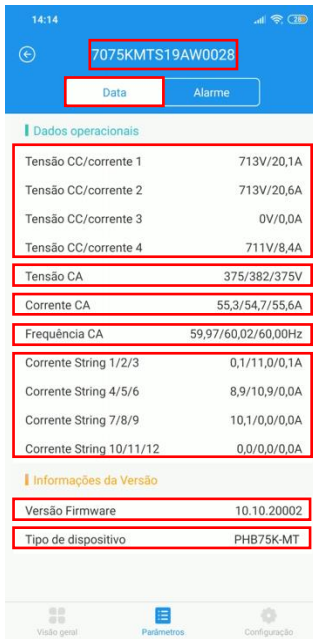 14:14
28
7075KMTS19AW0028
Data Alarme
Dados operacionais
Tensão CC/corrente 1 713V/20,1A
Tensão CC/corrente 2 713V/20,6A
Tensão CC/corrente 3 0V/0,0A
Tensão CC/corrente 4 711V/8,4A
Tensão CA 375/382/375V
Corrente CA 55,3/54,7/55,6A
Frequência CA 59,97/60,02/60,00Hz
Corrente String 1/2/3 0,1/11,0/0,1A
Corrente String 4/5/6 8,9/10,9/0,0A
Corrente String 7/8/9 10,1/0,0/0,0A
Corrente String 10/11/12 0,0/0,0/0,0A
Informações da Versão
Versão Firmware 10.10.20002
Tipo de dispositivo PHB75K-MT
Visão geral Parâmetros Configuração